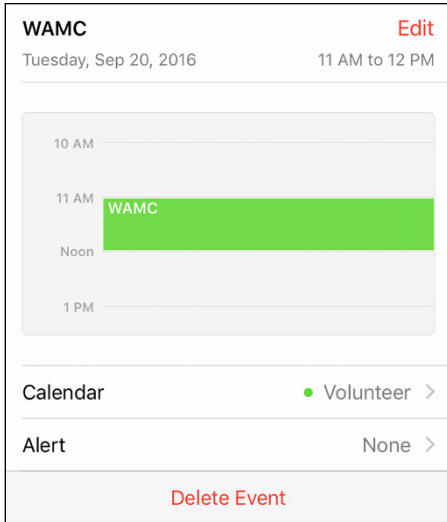 WAMC Edit
Tuesday, Sep 20, 2016 11 AM to 12 PM
10 AM
11 AM
WAMC
Noon
1 PM
Calendar Volunteer
Alert None
Delete Event